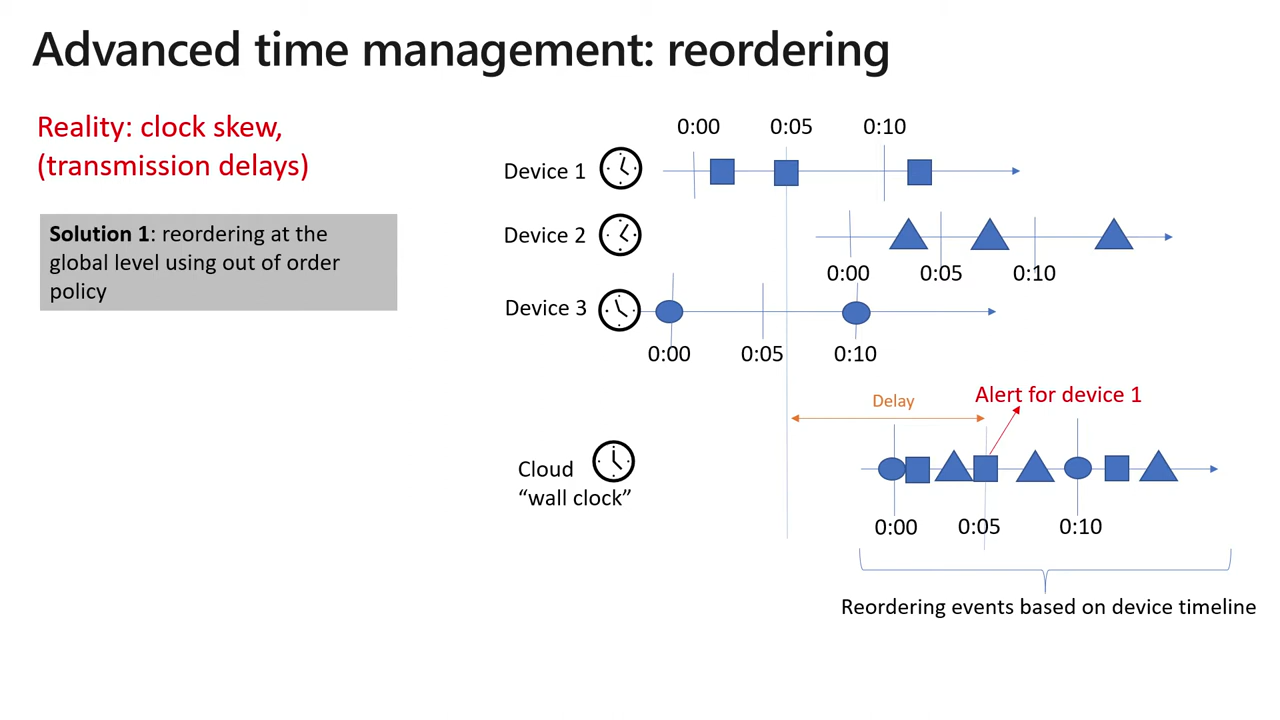 Advanced time management: reordering
Reality: clock skew,
(transmission delays)
Solution 1: reordering at the
global level using out of order
policy
0:00 0:05 0:10
Device 1
Device 2
0:00 0:05 0:10
Device 3
0:00 0:05 0:10
Alert for device 1
Delay
Cloud
“wall clock”
0:00 0:05 0:10
Reordering events based on device timeline